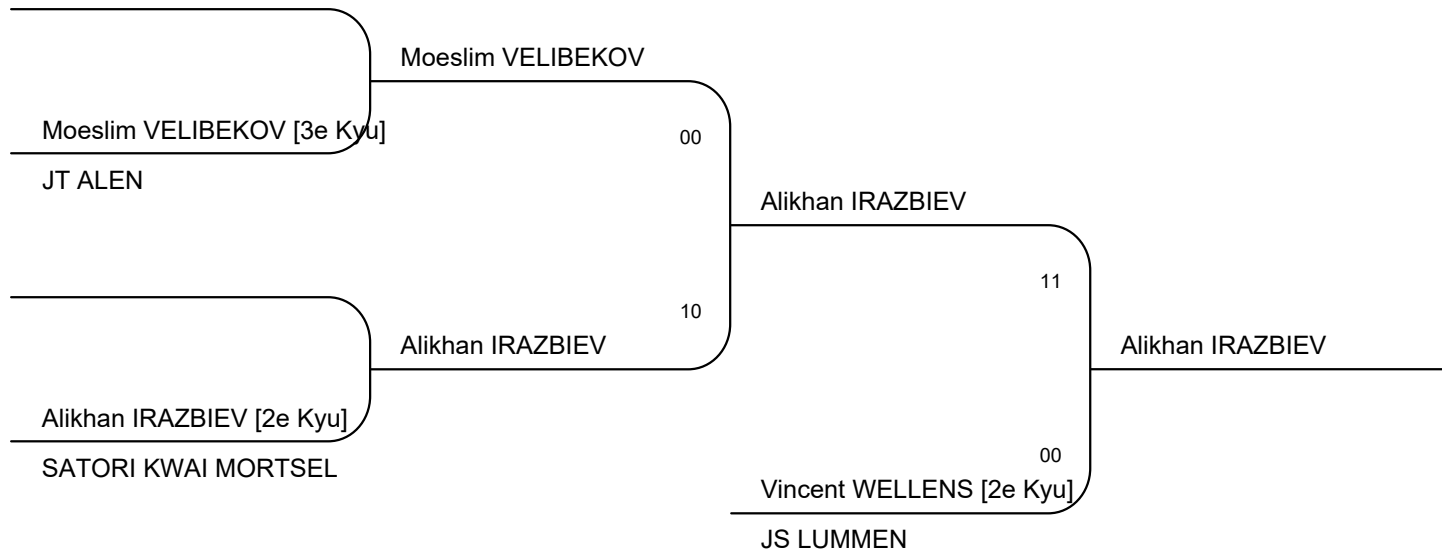 Moeslim VELIBEKOV
Moeslim VELIBEKOV [3e Kyu]
00
JT ALEN
Alikhan IRAZBIEV
11
10
Alikhan IRAZBIEV
Alikhan IRAZBIEV
Alikhan IRAZBIEV [2e Kyu]
00
SATORI KWAI MORTSEL
Vincent WELLENS [2e Kyu]
JS LUMMEN